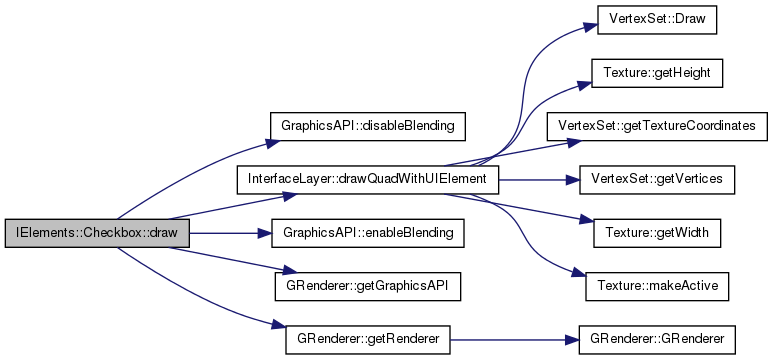 IElements::Checkbox::draw
GraphicsAPI::disableBlending
InterfaceLayer::drawQuadWithUIElement
GraphicsAPI::enableBlending
GRenderer::getGraphicsAPI
GRenderer::getRenderer
VertexSet::Draw
Texture::getHeight
VertexSet::getTextureCoordinates
VertexSet::getVertices
Texture::getWidth
Texture::makeActive
GRenderer::GRenderer